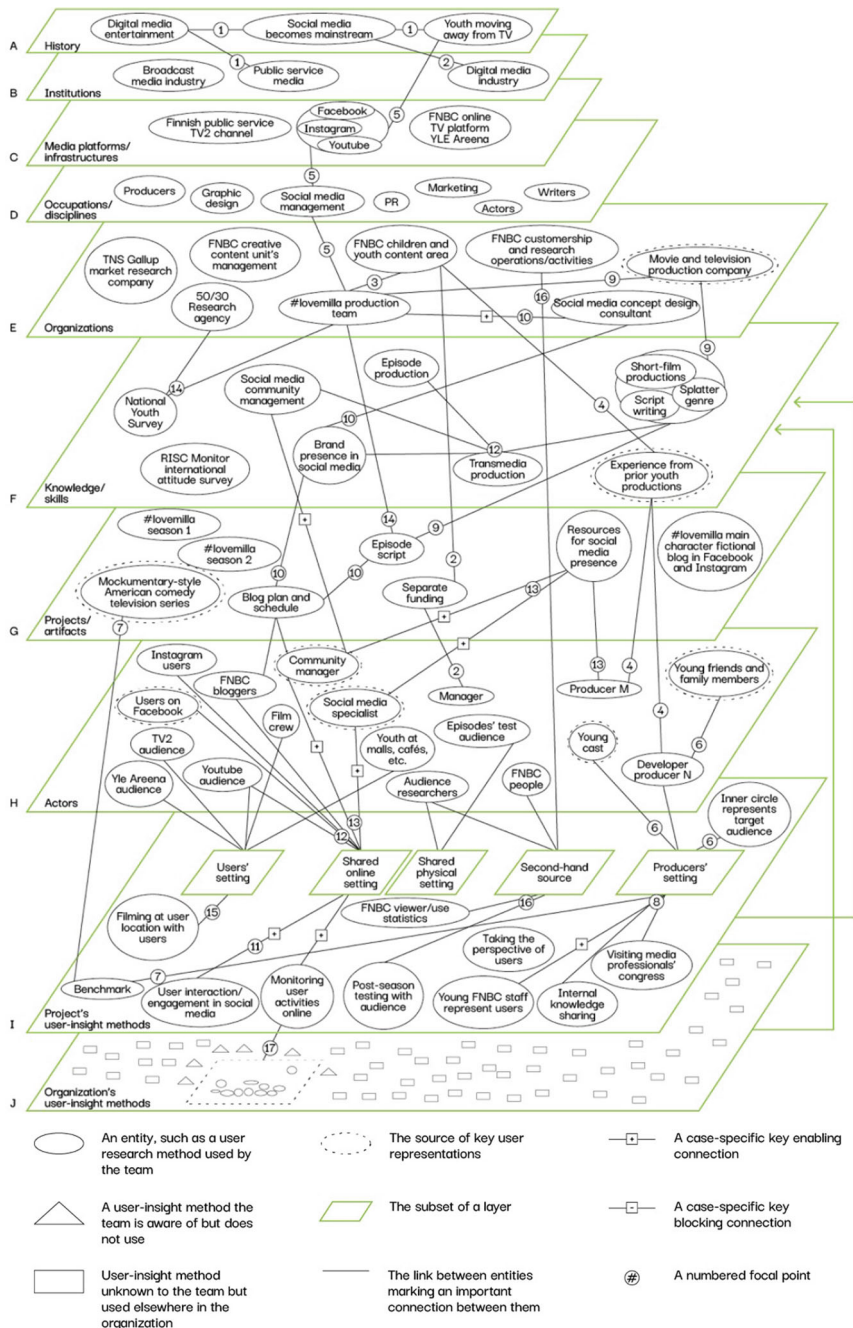 Digital media
entertainment
1
Social media
becomes mainstream
1
Youth moving
away from TV
A
History
1
2
Broadcast
media industry
Public service
media
Digital media
industry
B
Institutions
Finnish public service
TV2 channel
Facebook
Instagram
Youtube
5
FNBC online
TV platform
YLE Areena
C
Media platforms/
infrastructures
5
Producers
Graphic
design
Social media
management
PR
Marketing
Actors
Writers
D
Occupations/
disciplines
TNS Gallup
market research
company
FNBC creative
content unit's
management
5
FNBC children and
youth content area
FNBC customership
and research
operations/activities
Movie and television
production company
3
9
16
50/30
Research
agency
#lovemilla production
team
+
10
Social media concept design
consultant
E
Organizations
9
14
National
Youth
Survey
Social media
community
management
Episode
production
Short-film
productions
Splatter
genre
Script
writing
4
10
Brand
presence in
social media
12
Transmedia
production
RISC Monitor
international
attitude survey
Experience from
prior youth
productions
F
Knowledge/
skills
#lovemilla
season 1
+
14
9
#lovemilla
season 2
Episode
script
Resources
for social
media
presence
#lovemilla main
character fictional
blog in Facebook
and Instagram
Mockumentary-style
American comedy
television series
10
10
2
Blog plan and
schedule
Separate
funding
13
+
7
+
G
Projects/
artifacts
Instagram
users
Community
manager
2
Manager
13
4
Producer M
Young friends and
family members
FNBC
bloggers
Users on
Facebook
Film
crew
Social media
specialist
Episodes' test
audience
4
TV2
audience
Youth at
malls, cafés,
etc.
Young
cast
6
+
+
Yle Areena
audience
Youtube
audience
Audience
researchers
FNBC
people
Developer
producer N
H
Actors
13
12
6
6
Inner circle
represents
target
audience
Users'
setting
Shared
online
setting
Shared
physical
setting
Second-hand
source
Producers'
setting
15
16
8
Filming at user
location with
users
FNBC viewer/use
statistics
+
11
+
Taking the
perspective of
users
Visiting media
professionals'
congress
7
Benchmark
User interaction/
engagement in social
media
Monitoring
user
activities
online
Post-season
testing with
audience
Young FNBC staff
represent users
Internal
knowledge
sharing
I
Project's
user-insight methods
17
J
Organization's
user-insight methods
An entity, such as a user
research method used by
the team
The source of key user
representations
+
A case-specific key enabling
connection
A user-insight method the
team is aware of but does
not use
The subset of a layer
-
A case-specific key
blocking connection
User-insight method
unknown to the team but
used elsewhere in the
organization
The link between entities
marking an important
connection between them
#
A numbered focal point